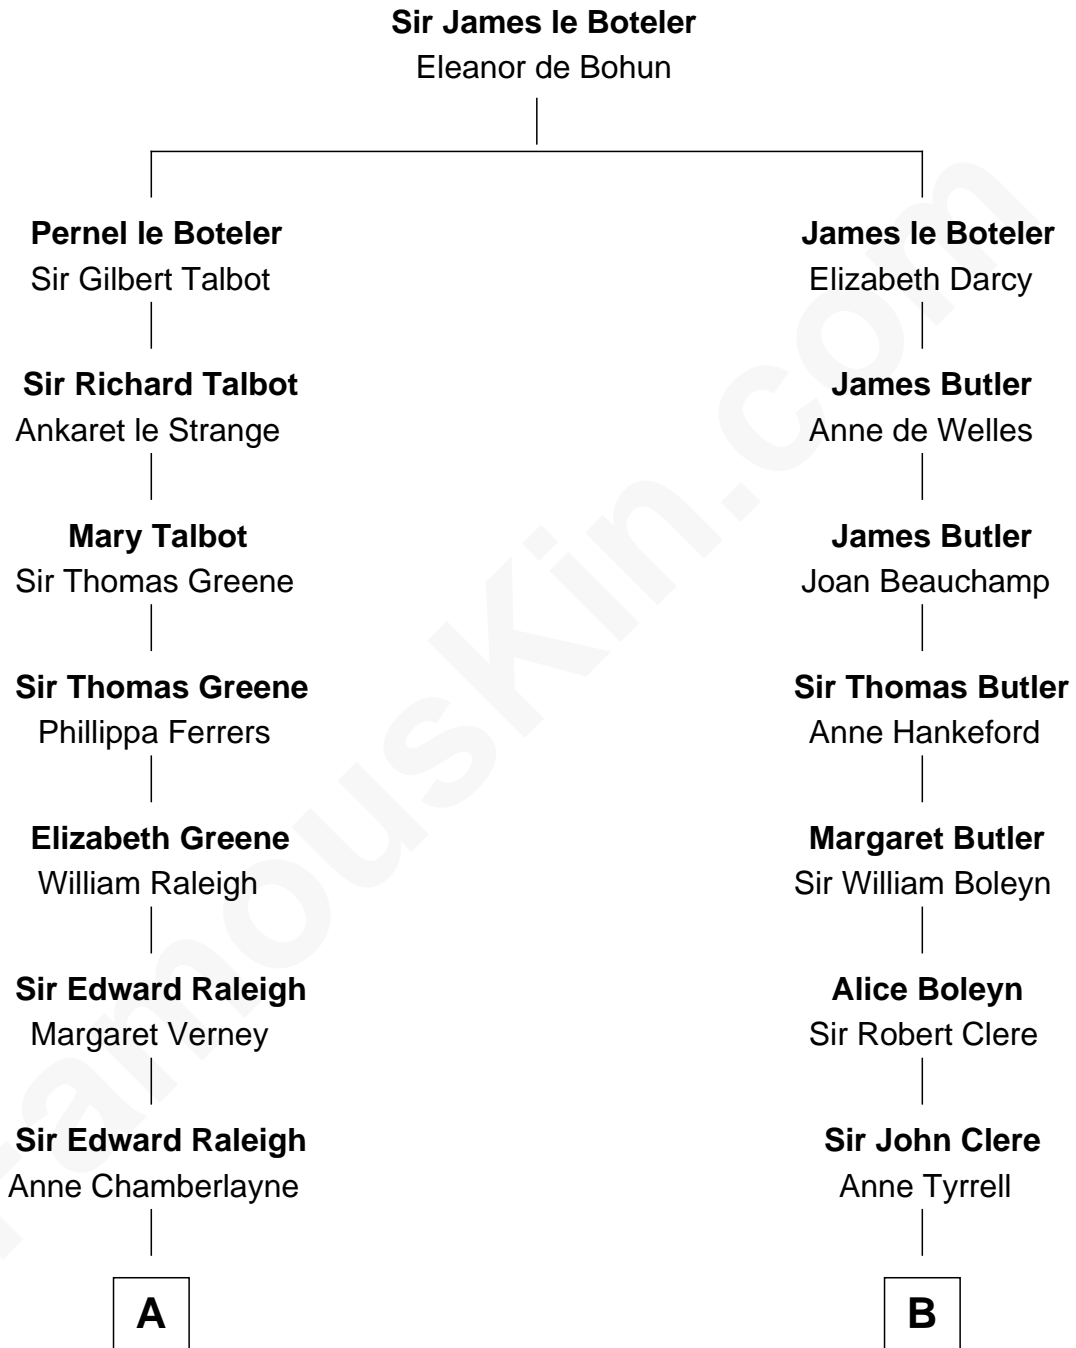 Sir James le Boteler
Eleanor de Bohun
Pernel le Boteler
Sir Gilbert Talbot
James le Boteler
Elizabeth Darcy
Sir Richard Talbot
Ankaret le Strange
James Butler
Anne de Welles
Mary Talbot
Sir Thomas Greene
James Butler
Joan Beauchamp
Sir Thomas Greene
Phillippa Ferrers
Sir Thomas Butler
Anne Hankeford
Elizabeth Greene
William Raleigh
Margaret Butler
Sir William Boleyn
Sir Edward Raleigh
Margaret Verney
Alice Boleyn
Sir Robert Clere
Sir Edward Raleigh
Anne Chamberlayne
Sir John Clere
Anne Tyrrell
A
B
FamousKin.com